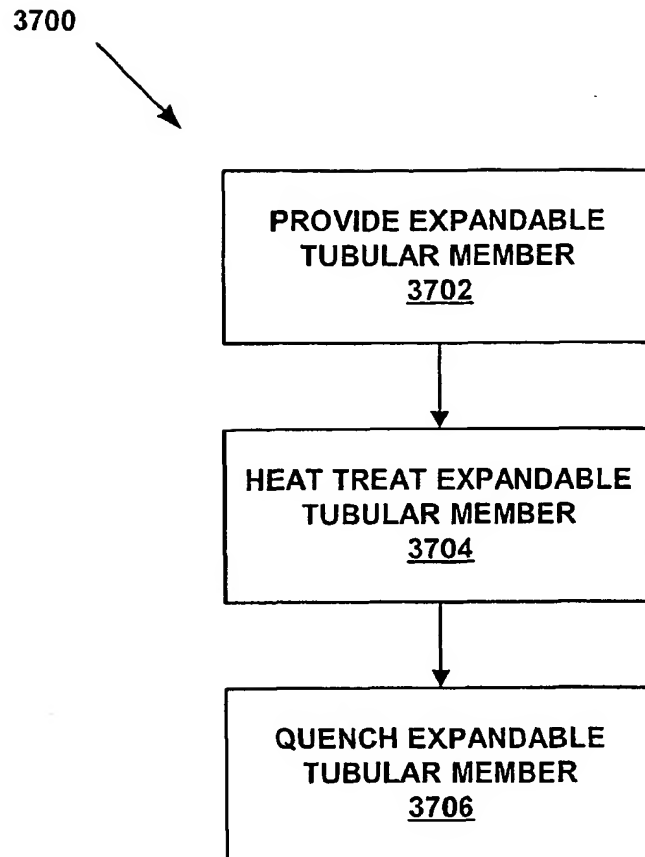 3700
PROVIDE EXPANDABLE
TUBULAR MEMBER
3702
HEAT TREAT EXPANDABLE
TUBULAR MEMBER
3704
QUENCH EXPANDABLE
TUBULAR MEMBER
3706